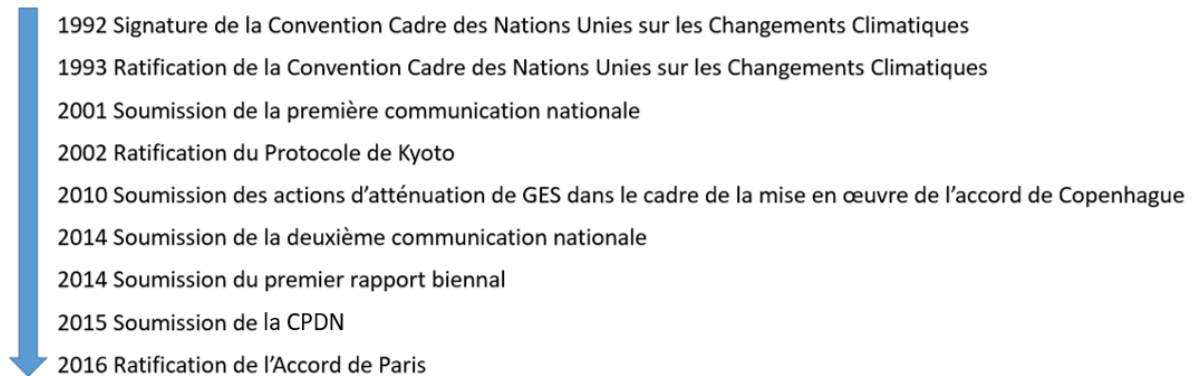 1992 Signature de la Convention Cadre des Nations Unies sur les Changements Climatiques
1993 Ratification de la Convention Cadre des Nations Unies sur les Changements Climatiques
2001 Soumission de la première communication nationale
2002 Ratification du Protocole de Kyoto
2010 Soumission des actions d’atténuation de GES dans le cadre de la mise en œuvre de l’accord de Copenhague
2014 Soumission de la deuxième communication nationale
2014 Soumission du premier rapport biennal
2015 Soumission de la CPDN
2016 Ratification de l’Accord de Paris